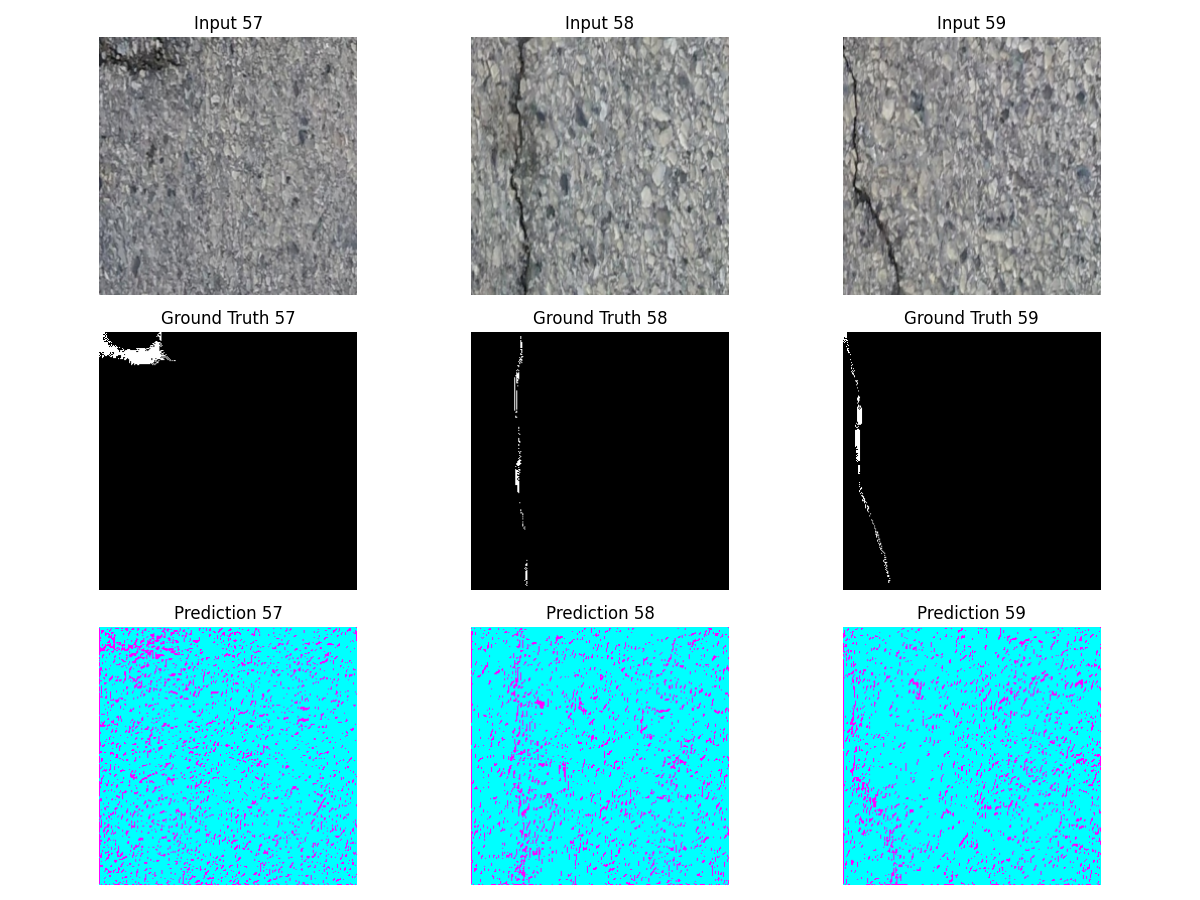 Input 57
Input 58
Input 59
Ground Truth 57
Ground Truth 58
Ground Truth 59
Prediction 57
Prediction 58
Prediction 59